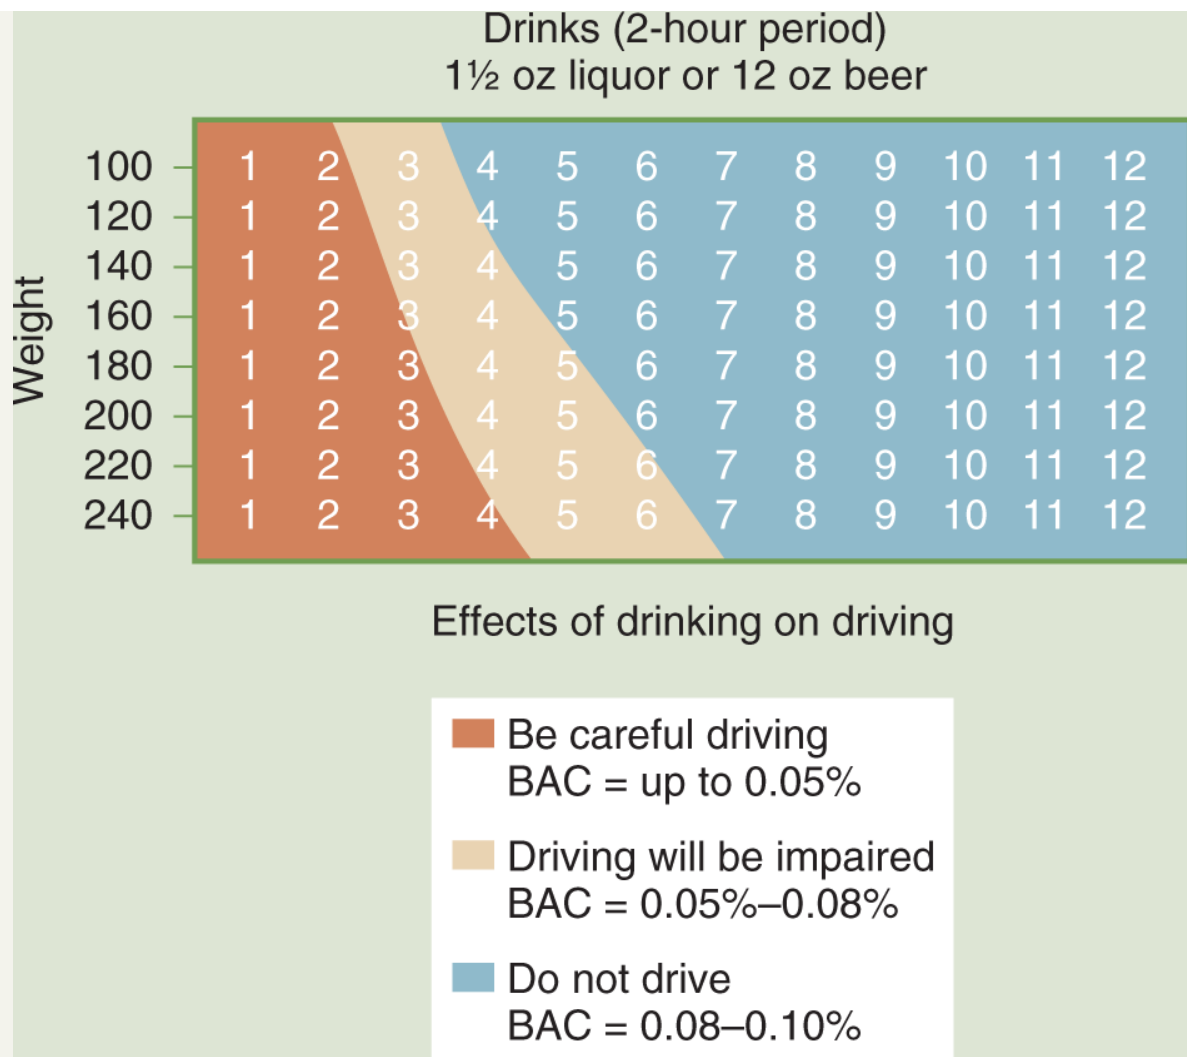 Drinks (2-hour period)
1½ oz liquor or 12 oz beer
Weight
100 1 2 3 4 5 6 7 8 9 10 11 12
120 1 2 3 4 5 6 7 8 9 10 11 12
140 1 2 3 4 5 6 7 8 9 10 11 12
160 1 2 3 4 5 6 7 8 9 10 11 12
180 1 2 3 4 5 6 7 8 9 10 11 12
200 1 2 3 4 5 6 7 8 9 10 11 12
220 1 2 3 4 5 6 7 8 9 10 11 12
240 1 2 3 4 5 6 7 8 9 10 11 12
Effects of drinking on driving
Be careful driving
BAC = up to 0.05%
Driving will be impaired
BAC = 0.05%–0.08%
Do not drive
BAC = 0.08–0.10%